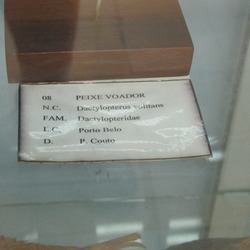 08 PEIXE VOADOR
N.C. Dactylopterus volitans
FAM. Dactylopteridae
L.C. Porto Belo
D. P. Couto